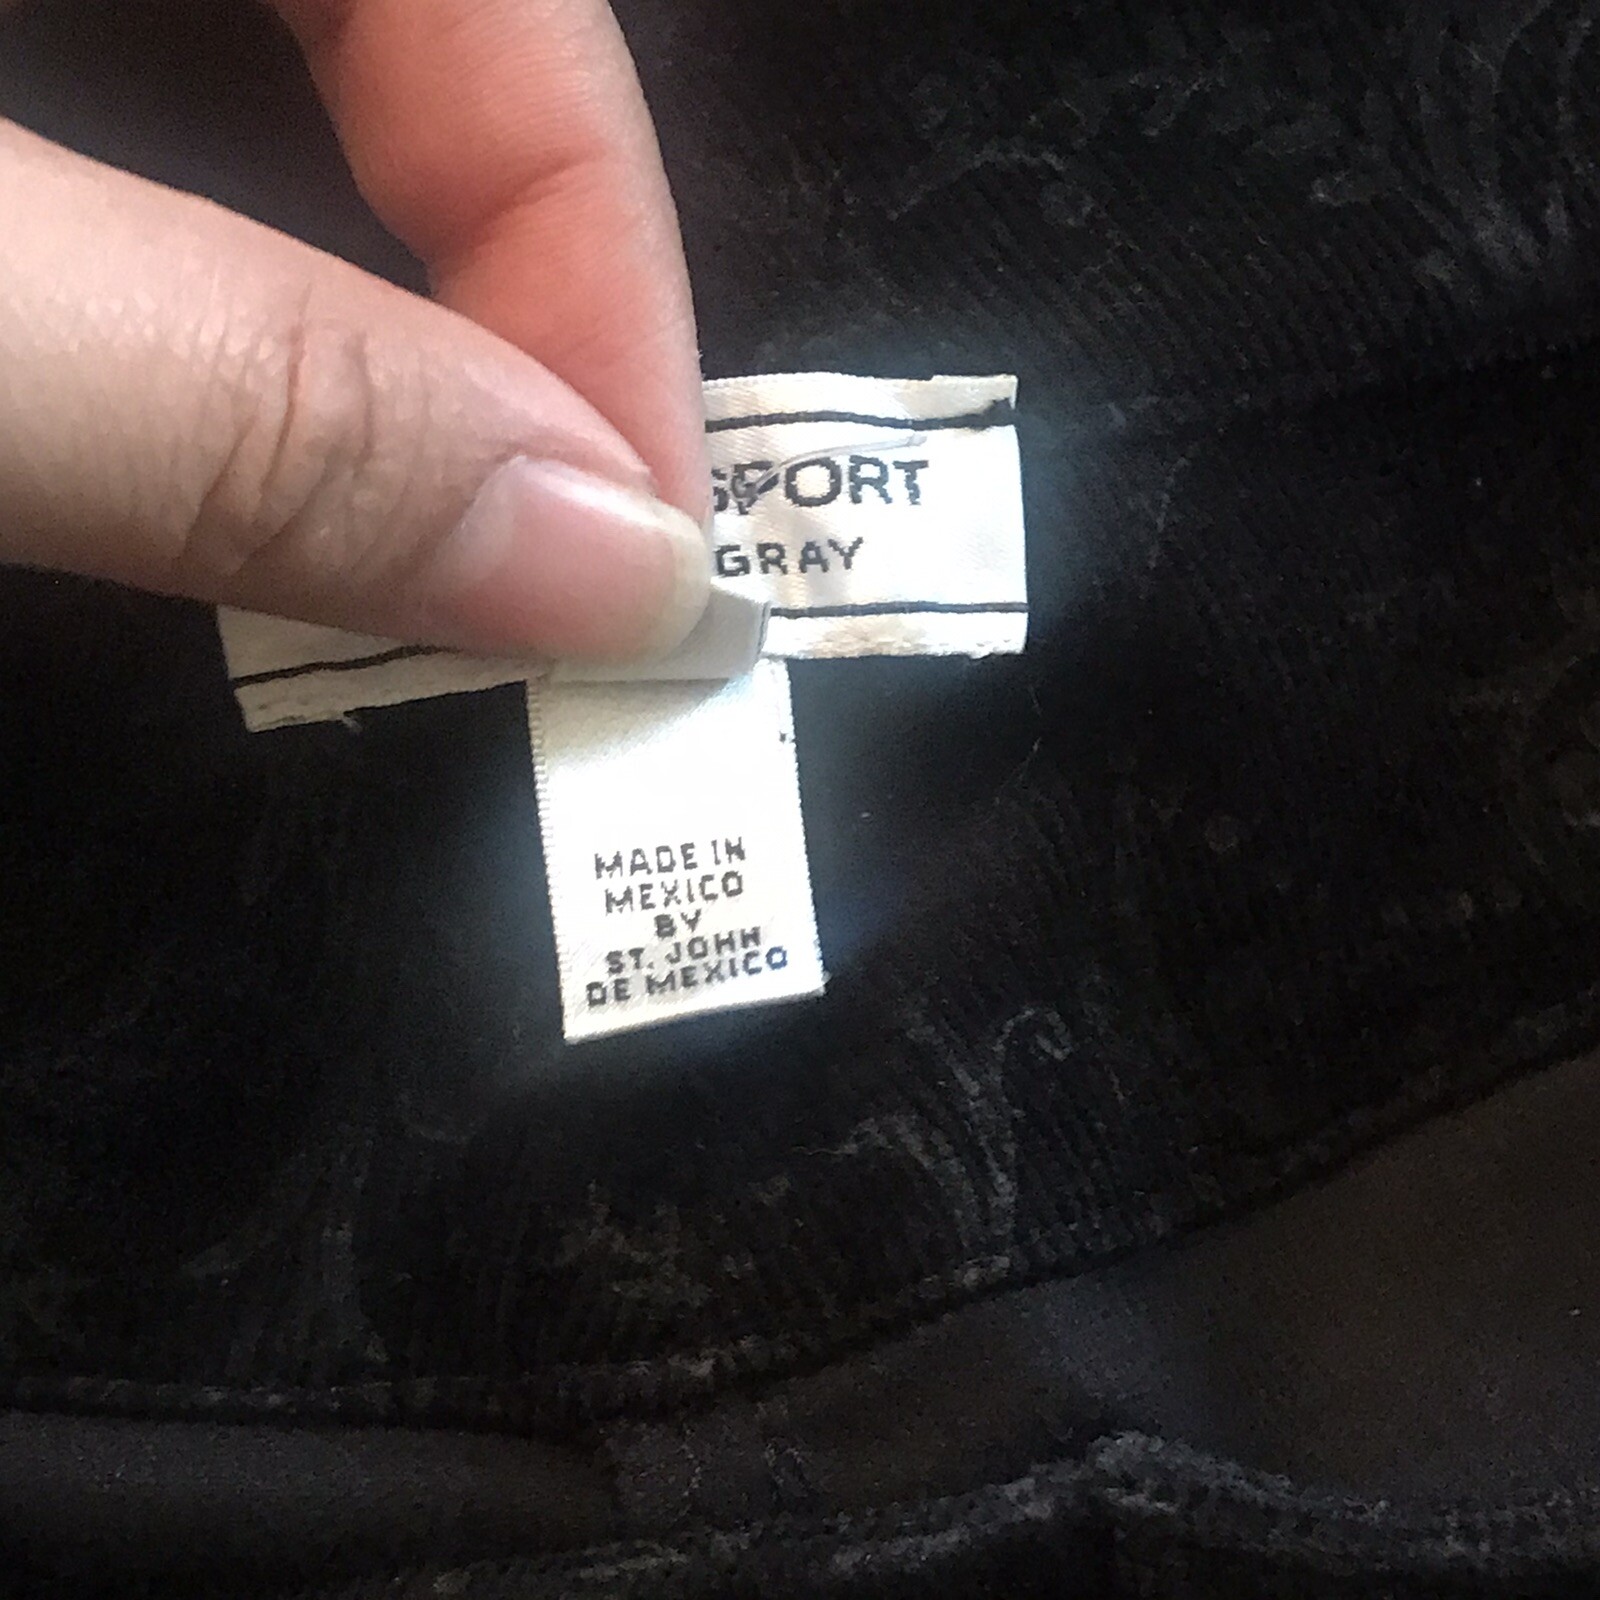 SPORT
GRAY
MADE IN
MEXICO
BY
ST. JOHN
DE MEXICO